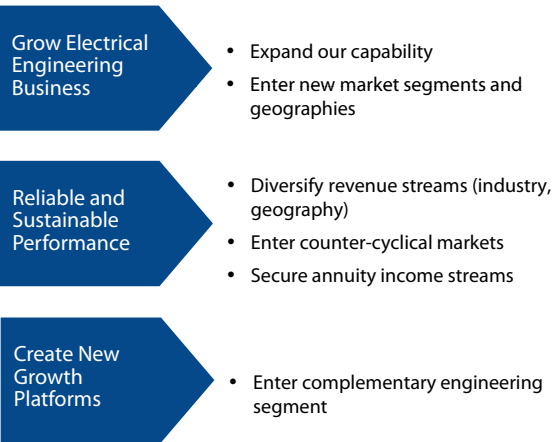 Grow Electrical
Engineering
Business
• Expand our capability
• Enter new market segments and
geographies
Reliable and
Sustainable
Performance
• Diversify revenue streams (industry,
geography)
• Enter counter-cyclical markets
• Secure annuity income streams
Create New
Growth
Platforms
• Enter complementary engineering
segment